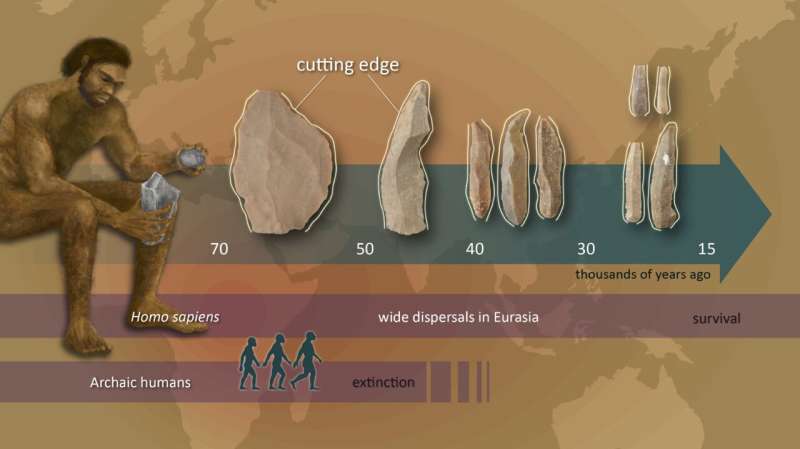 cutting edge
70 50 40 30 15
thousands of years ago
Homo sapiens wide dispersals in Eurasia survival
Archaic humans extinction